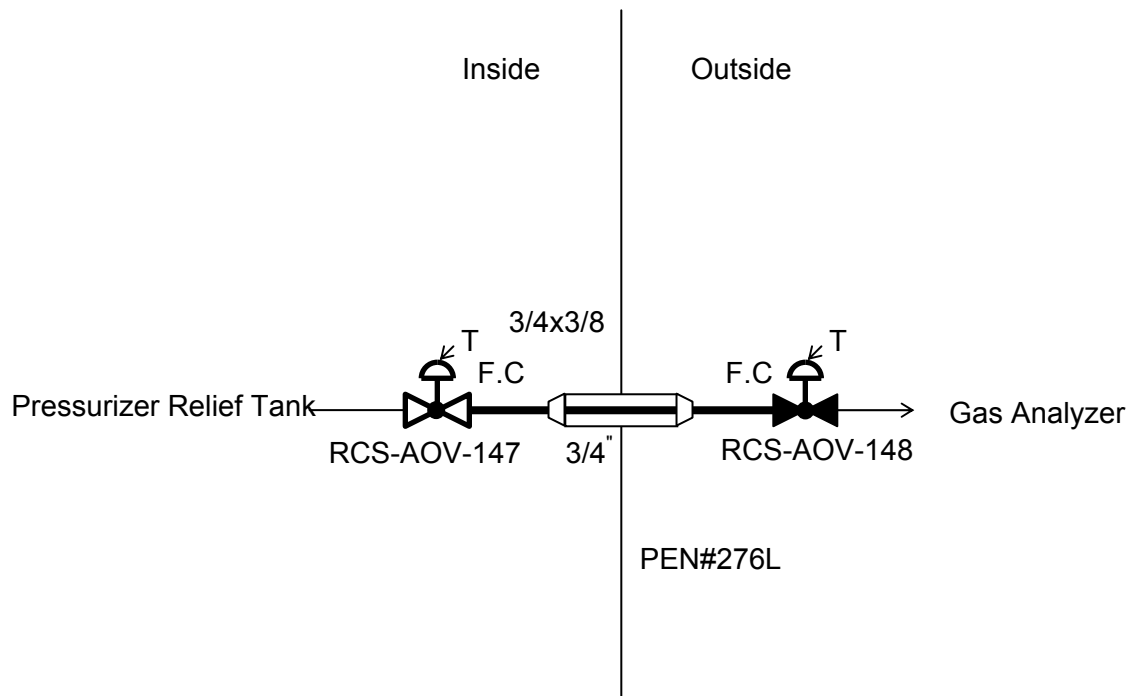 Inside
Outside
3/4x3/8
T
T
F.C
F.C
Pressurizer Relief Tank
Gas Analyzer
RCS-AOV-147
3/4"
RCS-AOV-148
PEN#276L